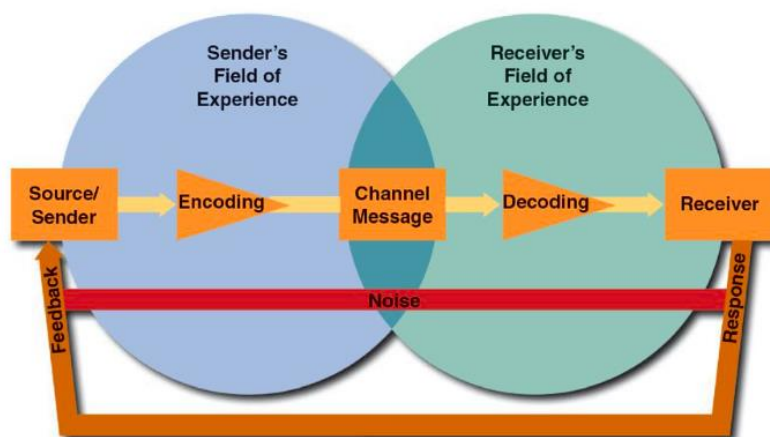 Sender's
Field of
Experience
Receiver's
Field of
Experience
Source/
Sender
Encoding
Channel
Message
Decoding
Receiver
Noise
Feedback
Response